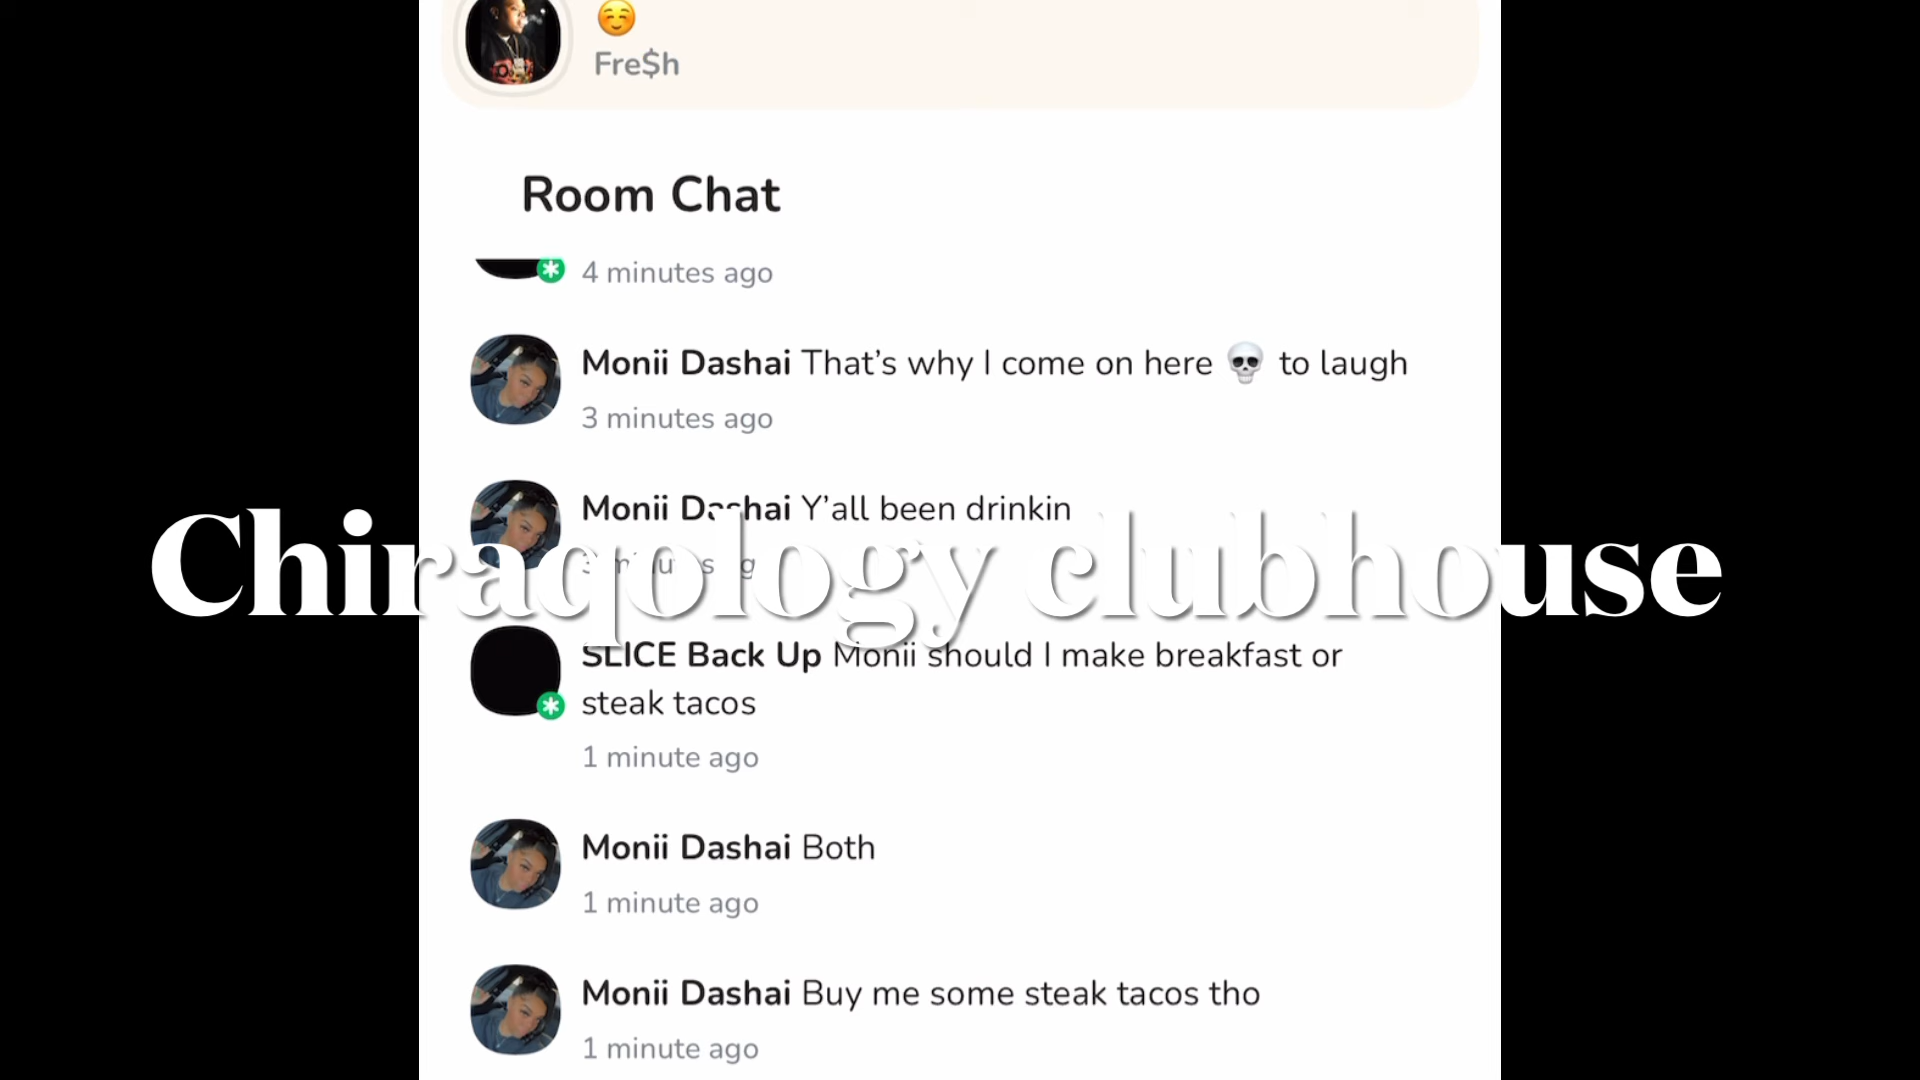 ☺️
Fre$h
Room Chat
4 minutes ago
Monii Dashai That’s why I come on here 💀 to laugh
3 minutes ago
Monii Dashai Y’all been drinkin
Chiraqology clubhouse
SLICE Back Up Monii should I make breakfast or
steak tacos
1 minute ago
Monii Dashai Both
1 minute ago
Monii Dashai Buy me some steak tacos tho
1 minute ago